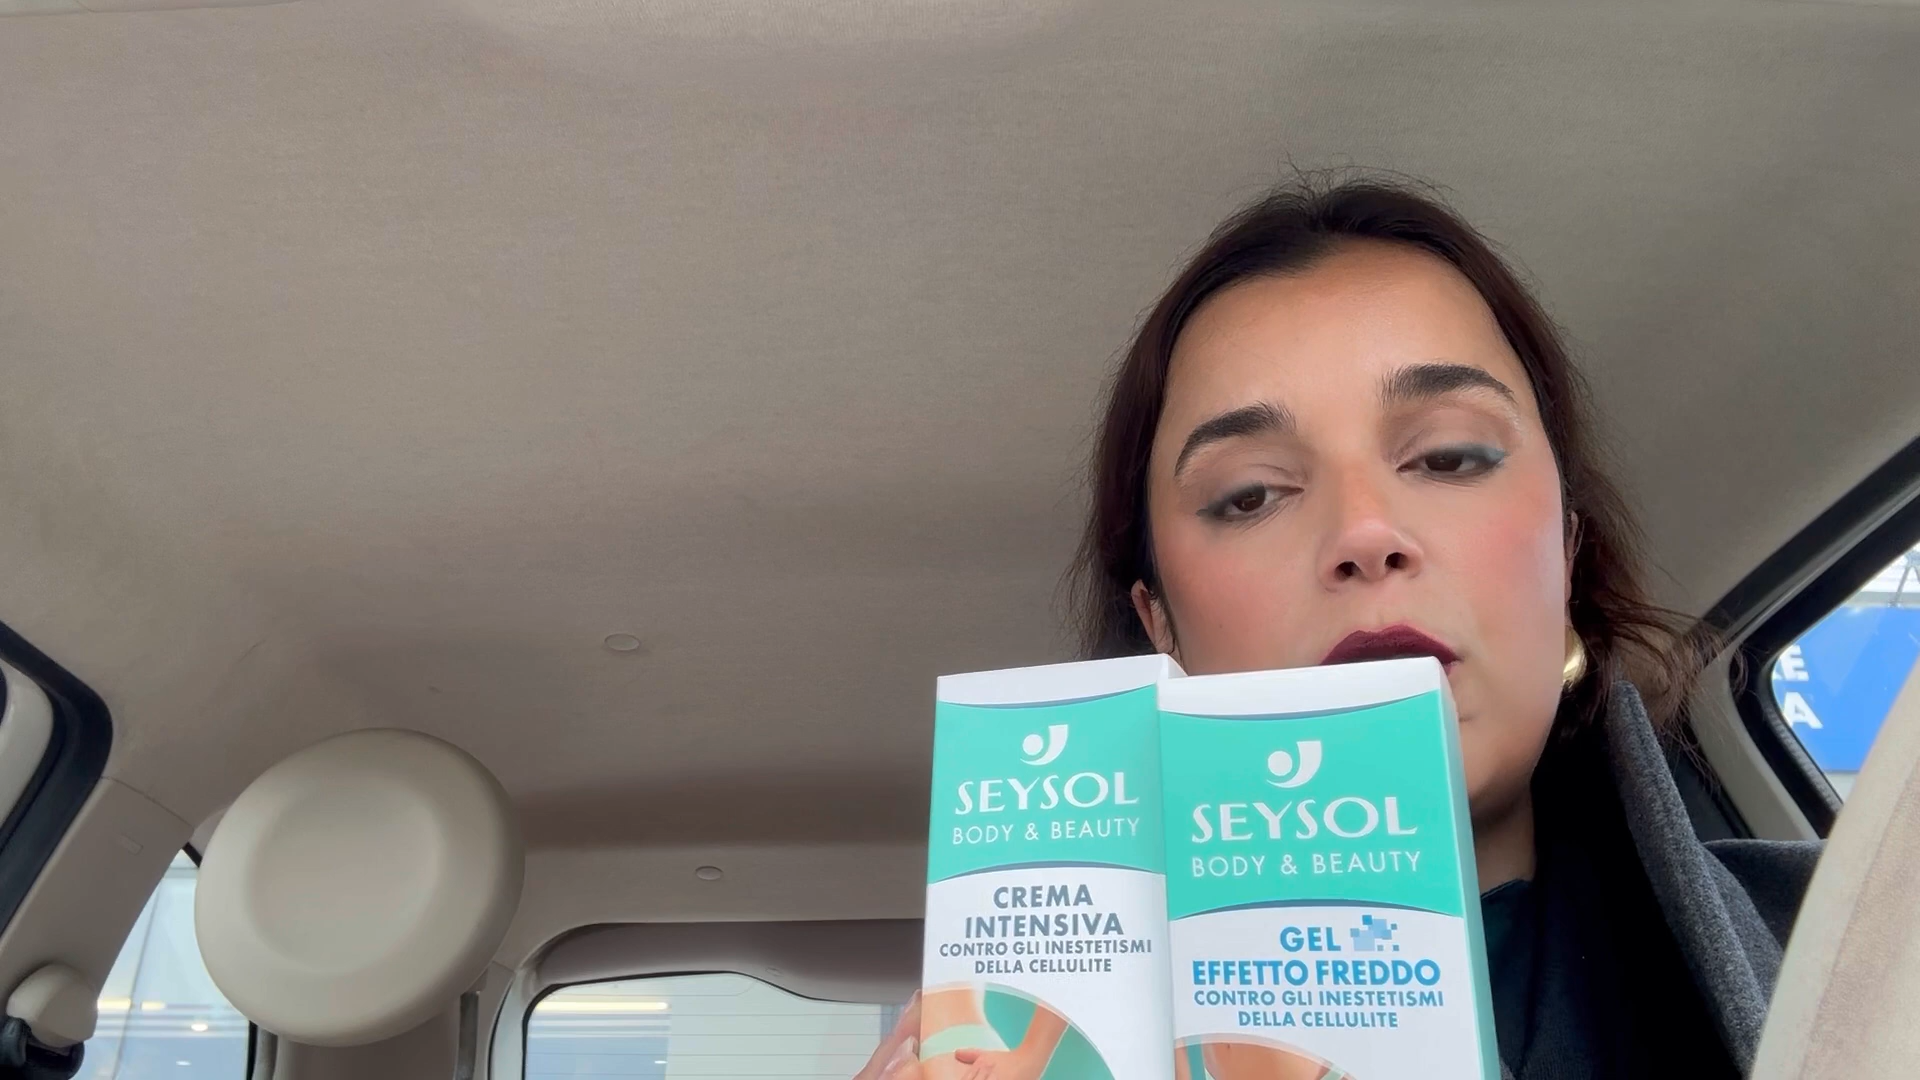 SEYSOL
BODY & BEAUTY
CREMA
INTENSIVA
CONTRO GLI INESTETISMI
DELLA CELLULITE
SEYSOL
BODY & BEAUTY
GEL
EFFETTO FREDDO
CONTRO GLI INESTETISMI
DELLA CELLULITE